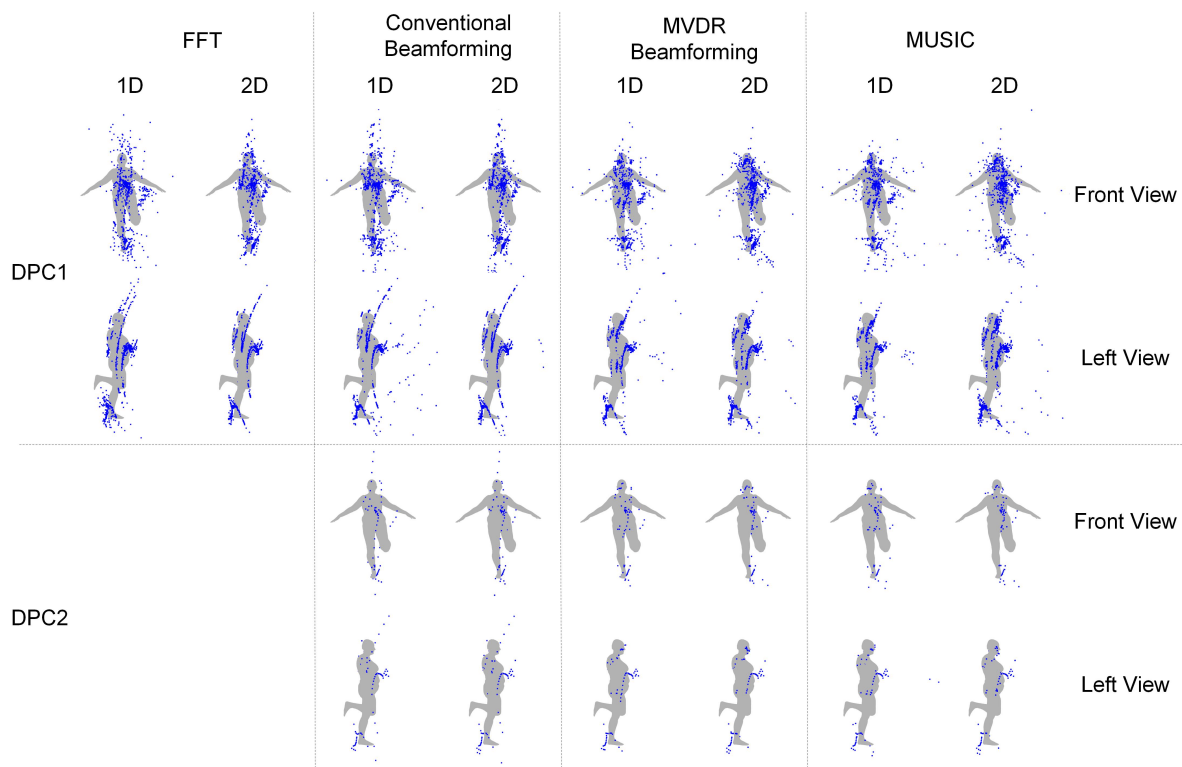 FFT
Conventional
Beamforming
MVDR
Beamforming
MUSIC
1D
2D
1D
2D
1D
2D
1D
2D
Front View
DPC1
Left View
Front View
DPC2
Left View